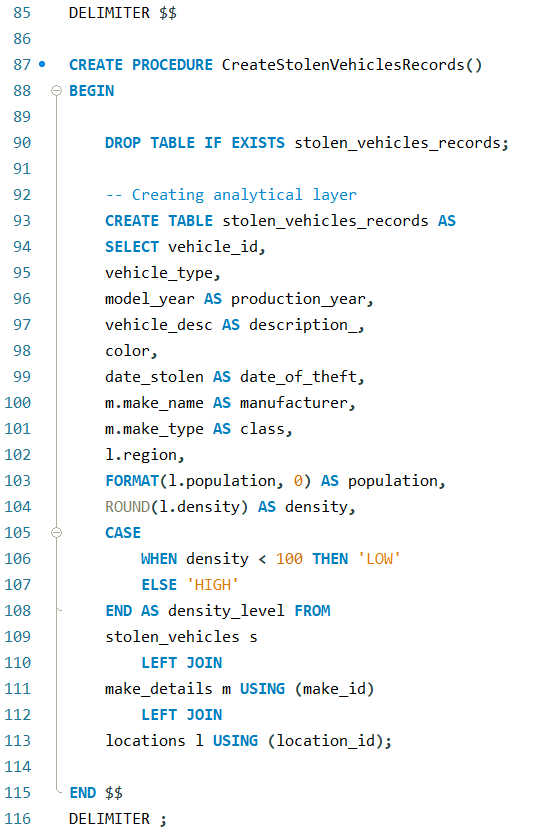 85 DELIMITER $$
86
87 CREATE PROCEDURE CreateStolenVehiclesRecords()
88 BEGIN
89
90 DROP TABLE IF EXISTS stolen_vehicles_records;
91
92 -- Creating analytical layer
93 CREATE TABLE stolen_vehicles_records AS
94 SELECT vehicle_id,
95 vehicle_type,
96 model_year AS production_year,
97 vehicle_desc AS description_,
98 color,
99 date_stolen AS date_of_theft,
100 m.make_name AS manufacturer,
101 m.make_type AS class,
102 l.region,
103 FORMAT(l.population, 0) AS population,
104 ROUND(l.density) AS density,
105 CASE
106 WHEN density < 100 THEN 'LOW'
107 ELSE 'HIGH'
108 END AS density_level FROM
109 stolen_vehicles s
110 LEFT JOIN
111 make_details m USING (make_id)
112 LEFT JOIN
113 locations l USING (location_id);
114
115 END $$
116 DELIMITER ;